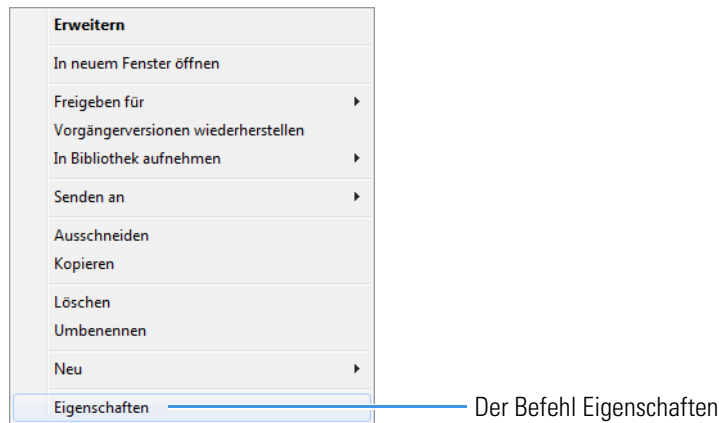 Erweitern
In neuem Fenster öffnen
Freigeben für
Vorgängerversionen wiederherstellen
In Bibliothek aufnehmen
Senden an
Ausschneiden
Kopieren
Löschen
Umbenennen
Neu
Eigenschaften
Der Befehl Eigenschaften